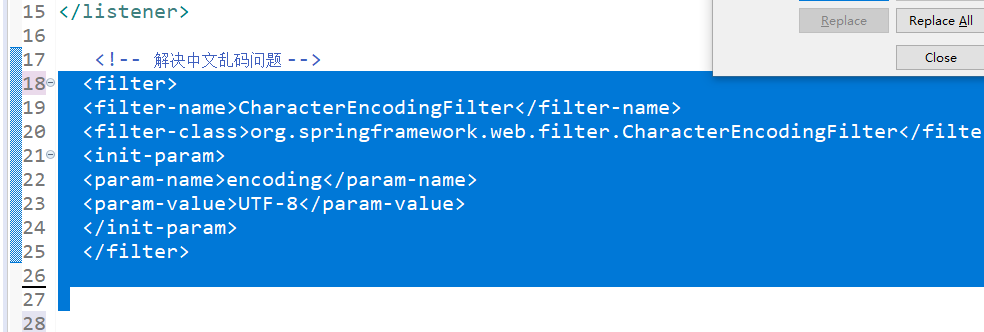 15 </listener>
16
17 <!-- 解决中文乱码问题 -->
18 <filter>
19 <filter-name>CharacterEncodingFilter</filter-name>
20 <filter-class>org.springframework.web.filter.CharacterEncodingFilter</filte
21 <init-param>
22 <param-name>encoding</param-name>
23 <param-value>UTF-8</param-value>
24 </init-param>
25 </filter>
26
27
28
Replace Replace All
Close